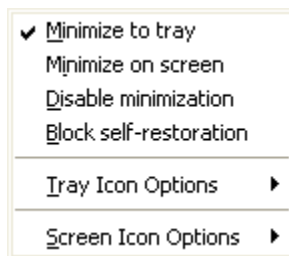 Minimize to tray
Minimize on screen
Disable minimization
Block self-restoration
Tray Icon Options
Screen Icon Options